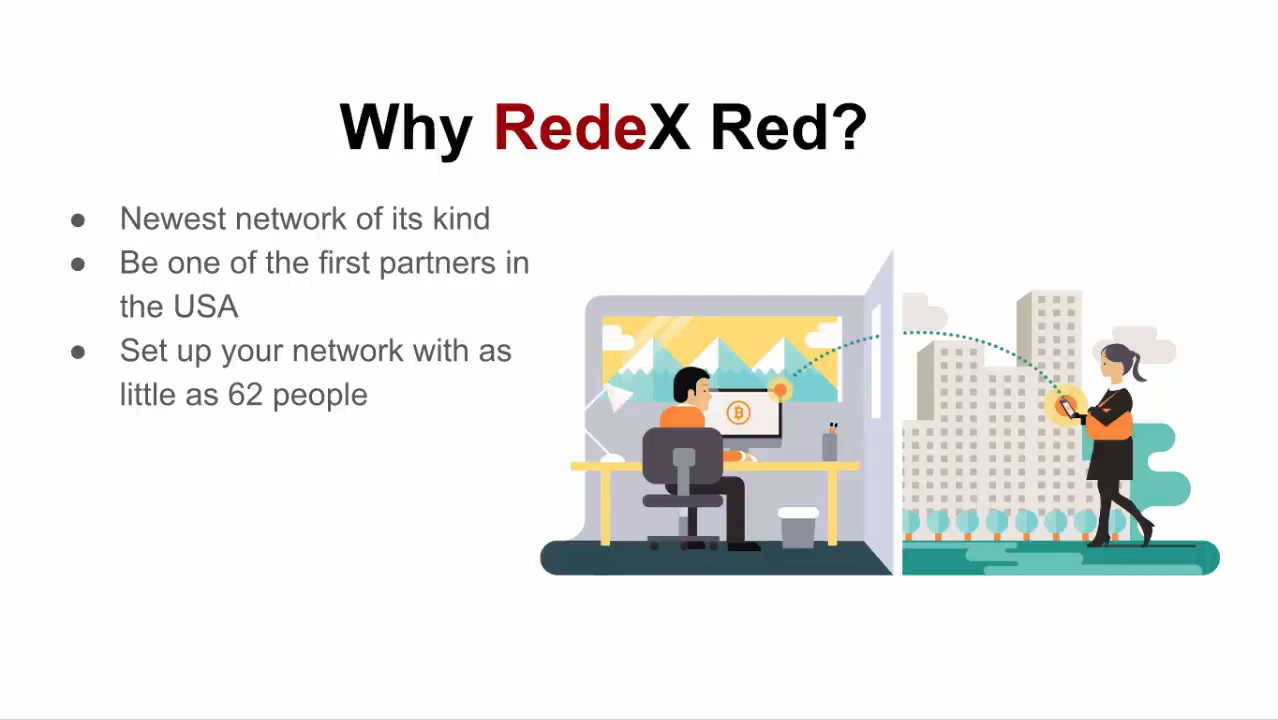 Why RedeX Red?
● Newest network of its kind
● Be one of the first partners in
the USA
● Set up your network with as
little as 62 people